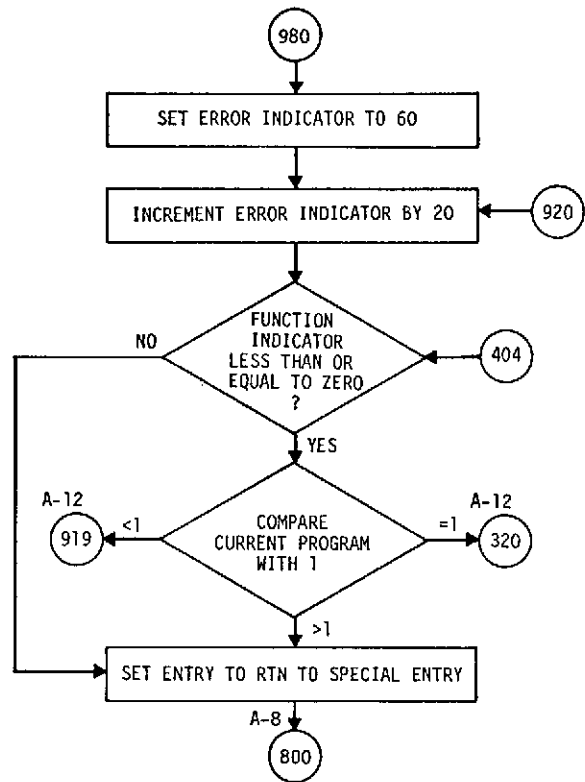 980
SET ERROR INDICATOR TO 60
INCREMENT ERROR INDICATOR BY 20
920
FUNCTION
INDICATOR
LESS THAN OR
EQUAL TO ZERO
?
NO
404
YES
A-12
919
<1
COMPARE
CURRENT PROGRAM
WITH 1
=1
A-12
320
>1
SET ENTRY TO RTN TO SPECIAL ENTRY
A-8
800